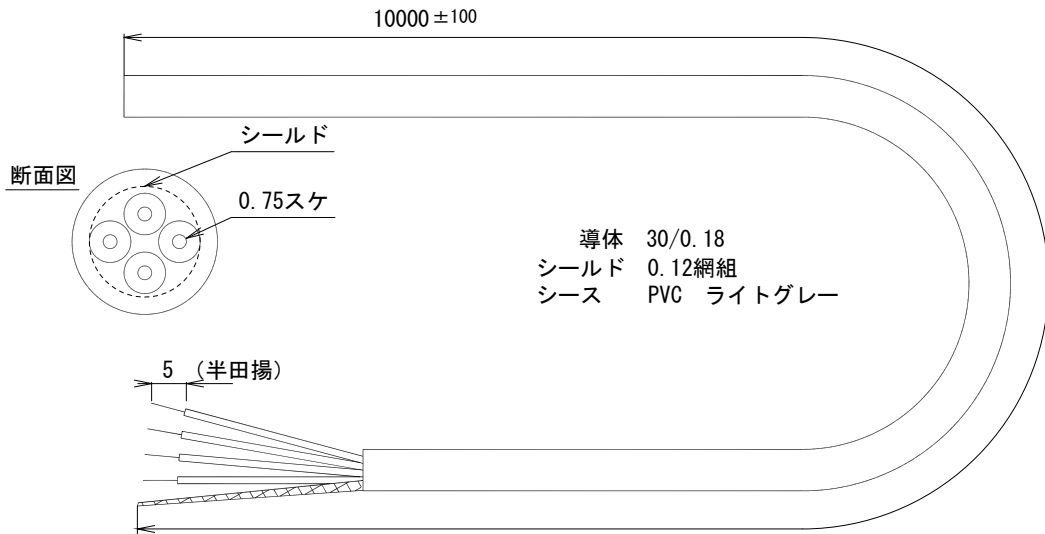 10000±100
シールド
断面図
0.75スケ
導体 30/0.18
シールド 0.12網組
シース PVC ライトグレー
5 (半田揚)